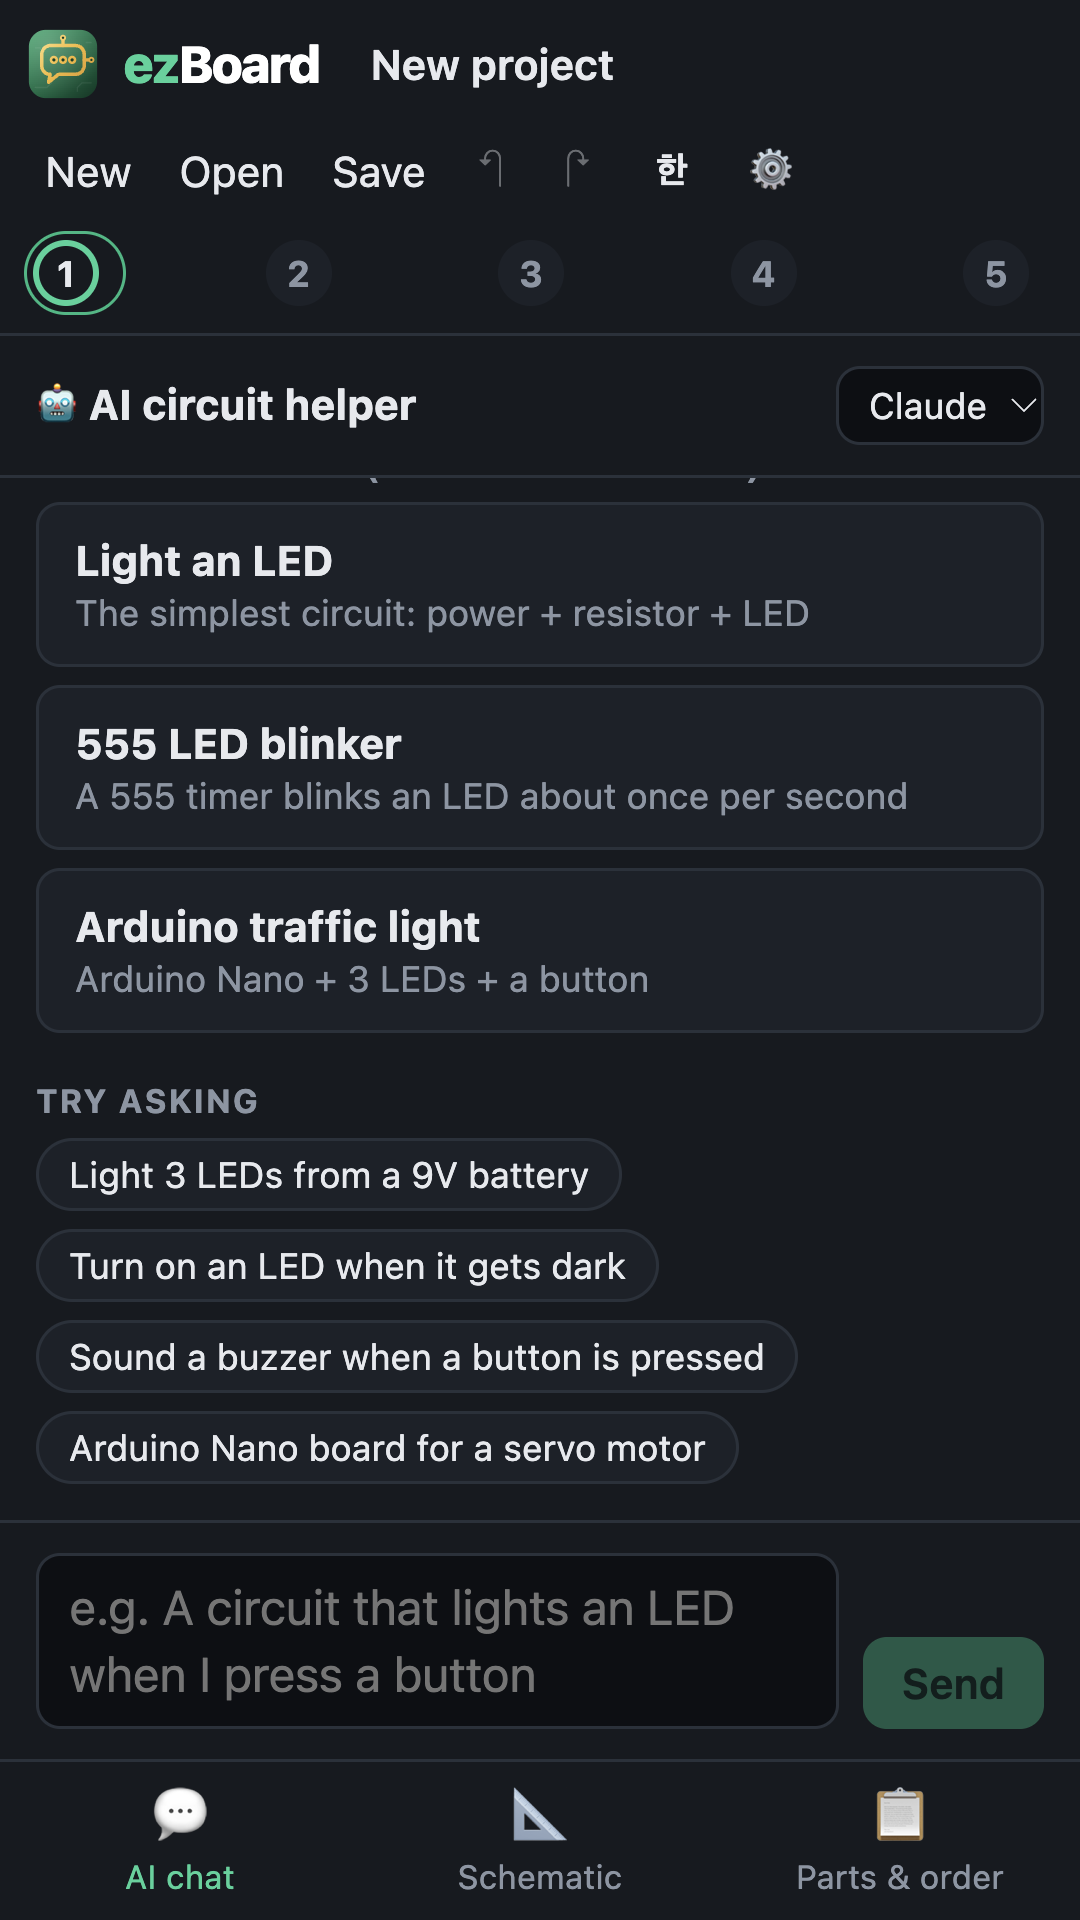 ezBoard New project
New Open Save 한
1 2 3 4 5
AI circuit helper Claude
Light an LED
The simplest circuit: power + resistor + LED
555 LED blinker
A 555 timer blinks an LED about once per second
Arduino traffic light
Arduino Nano + 3 LEDs + a button
TRY ASKING
Light 3 LEDs from a 9V battery
Turn on an LED when it gets dark
Sound a buzzer when a button is pressed
Arduino Nano board for a servo motor
e.g. A circuit that lights an LED
when I press a button
Send
AI chat Schematic Parts & order